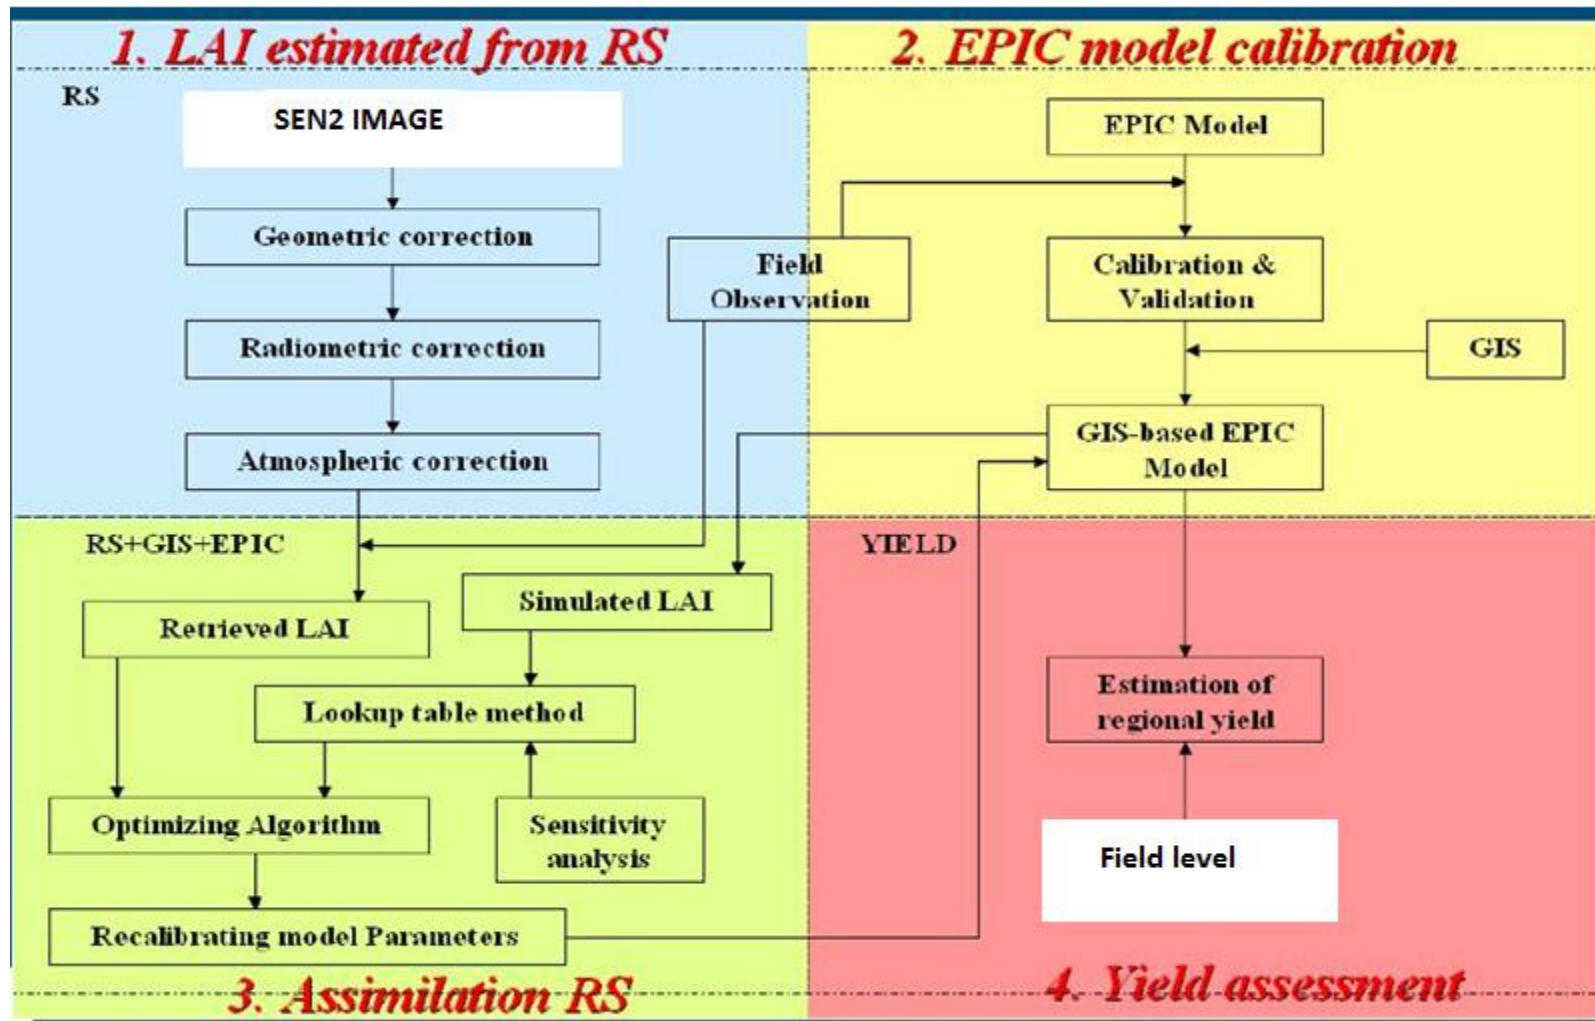 1. LAI estimated from RS
RS
SEN2 IMAGE
Geometric correction
Radiometric correction
Atmospheric correction
2. EPIC model calibration
EPIC Model
Field
Observation
Calibration &
Validation
GIS
GIS-based EPIC
Model
RS+GIS+EPIC
Simulated LAI
Retrieved LAI
Lookup table method
Optimizing Algorithm
Sensitivity
analysis
Recalibrating model Parameters
3. Assimilation RS
YIELD
Estimation of
regional yield
Field level
4. Yield assessment